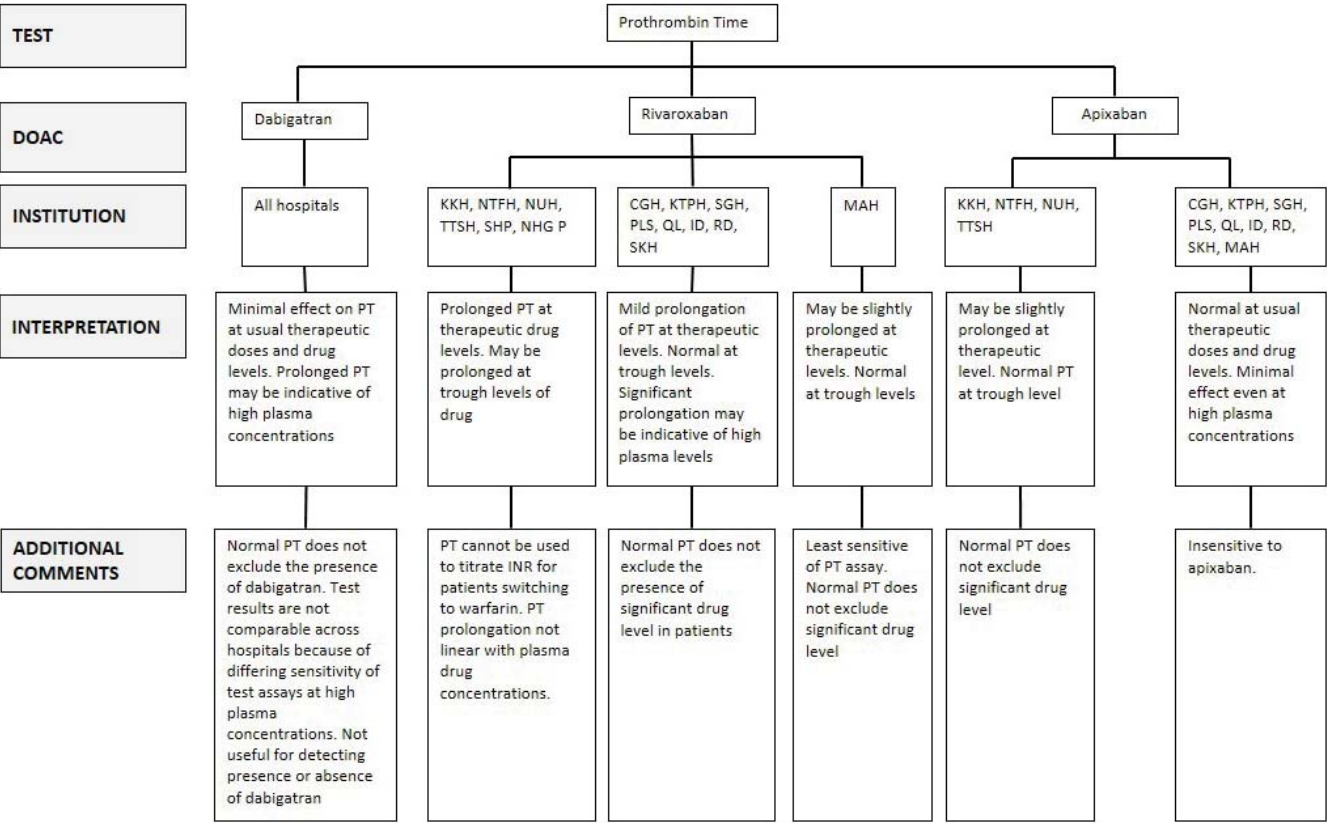 TEST
Prothrombin Time
DOAC
Dabigatran
Rivaroxaban
Apixaban
INSTITUTION
All hospitals
KKH, NTFH, NUH,
TTSH, SHP, NHG P
CGH, KTPH, SGH,
PLS, QL, ID, RD,
SKH
MAH
KKH, NTFH, NUH,
TTSH
CGH, KTPH, SGH,
PLS, QL, ID, RD,
SKH, MAH
INTERPRETATION
Minimal effect on PT
at usual therapeutic
doses and drug
levels. Prolonged PT
may be indicative of
high plasma
concentrations
Prolonged PT at
therapeutic drug
levels. May be
prolonged at
trough levels of
drug
Mild prolongation
of PT at therapeutic
levels. Normal at
trough levels.
Significant
prolongation may
be indicative of high
plasma levels
May be slightly
prolonged at
therapeutic
levels. Normal
at trough levels
May be slightly
prolonged at
therapeutic
level. Normal PT
at trough level
Normal at usual
therapeutic
doses and drug
levels. Minimal
effect even at
high plasma
concentrations
ADDITIONAL
COMMENTS
Normal PT does not
exclude the presence
of dabigatran. Test
results are not
comparable across
hospitals because of
differing sensitivity of
test assays at high
plasma
concentrations. Not
useful for detecting
presence or absence
of dabigatran
PT cannot be used
to titrate INR for
patients switching
to warfarin. PT
prolongation not
linear with plasma
drug
concentrations.
Normal PT does not
exclude the
presence of
significant drug
level in patients
Least sensitive
of PT assay.
Normal PT does
not exclude
significant drug
level
Normal PT does
not exclude
significant drug
level
Insensitive to
apixaban.